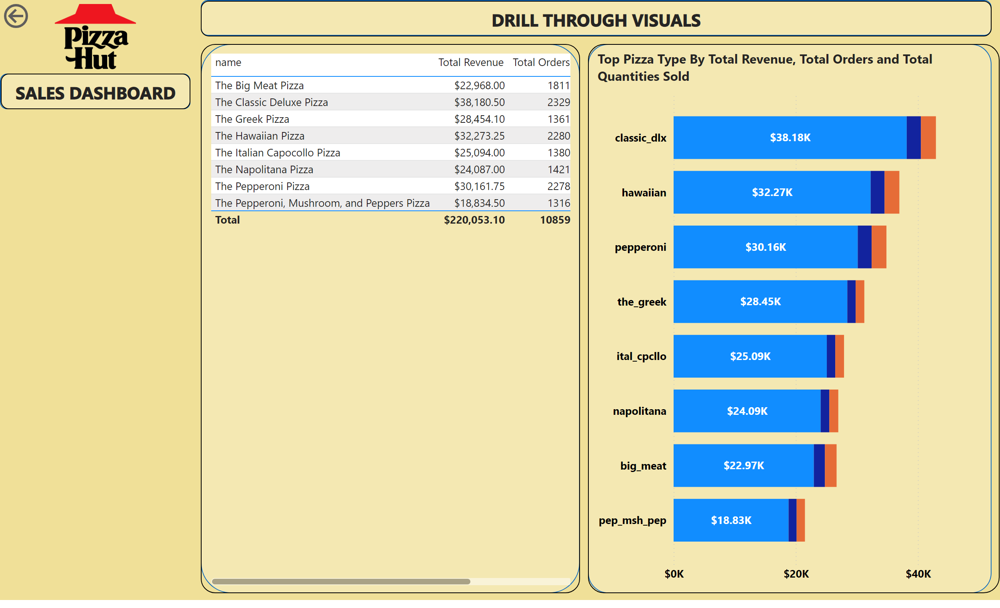 Pizza
Hut
SALES DASHBOARD
DRILL THROUGH VISUALS
name Total Revenue Total Orders
The Big Meat Pizza $22,968.00 1811
The Classic Deluxe Pizza $38,180.50 2329
The Greek Pizza $28,454.10 1361
The Hawaiian Pizza $32,273.25 2280
The Italian Capocollo Pizza $25,094.00 1380
The Napolitana Pizza $24,087.00 1421
The Pepperoni Pizza $30,161.75 2278
The Pepperoni, Mushroom, and Peppers Pizza $18,834.50 1316
Total $220,053.10 10859
Top Pizza Type By Total Revenue, Total Orders and Total
Quantities Sold
classic_dlx $38.18K
hawaiian $32.27K
pepperoni $30.16K
the_greek $28.45K
ital_cpcllo $25.09K
napolitana $24.09K
big_meat $22.97K
pep_msh_pep $18.83K
$0K $20K $40K